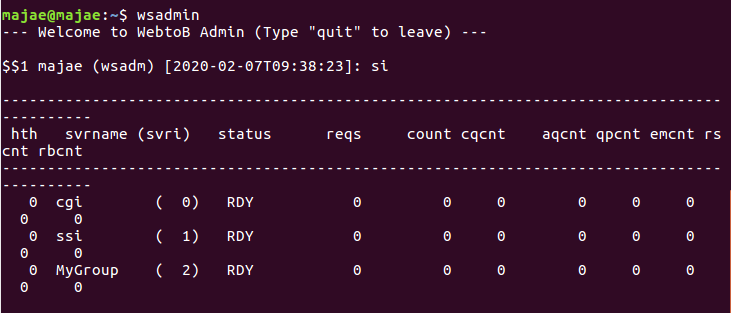 majae@majae:~$ wsadmin
--- Welcome to WebtoB Admin (Type "quit" to leave) ---
$$1 majae (wsadm) [2020-02-07T09:38:23]: si
--------------------------------------------------------------------------------
----------
hth svrname (svri) status reqs count cqcnt aqcnt qpcnt emcnt rs
cnt rbcnt
--------------------------------------------------------------------------------
----------
0 cgi ( 0) RDY 0 0 0 0 0 0
0 0
0 ssi ( 1) RDY 0 0 0 0 0 0
0 0
0 MyGroup ( 2) RDY 0 0 0 0 0 0
0 0